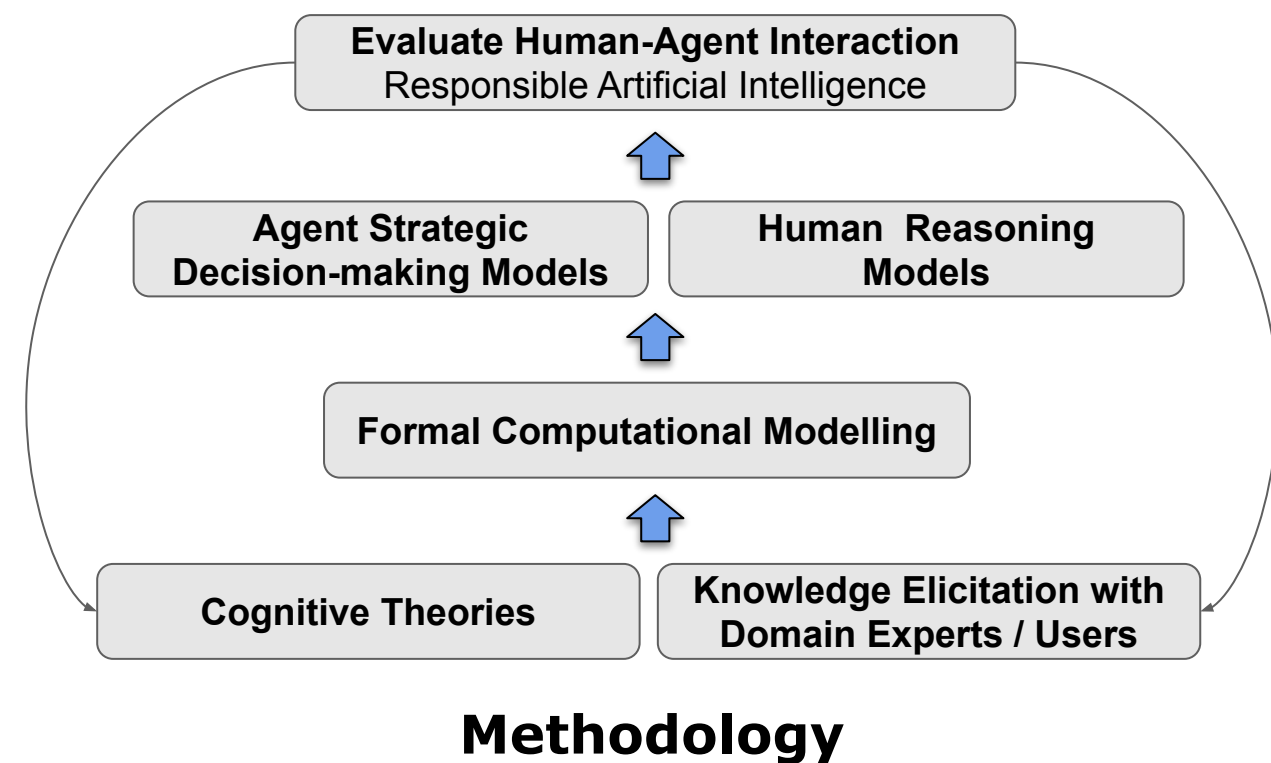 Evaluate Human-Agent Interaction
Responsible Artificial Intelligence
Agent Strategic
Decision-making Models
Human Reasoning
Models
Formal Computational Modelling
Cognitive Theories
Knowledge Elicitation with
Domain Experts / Users
Methodology